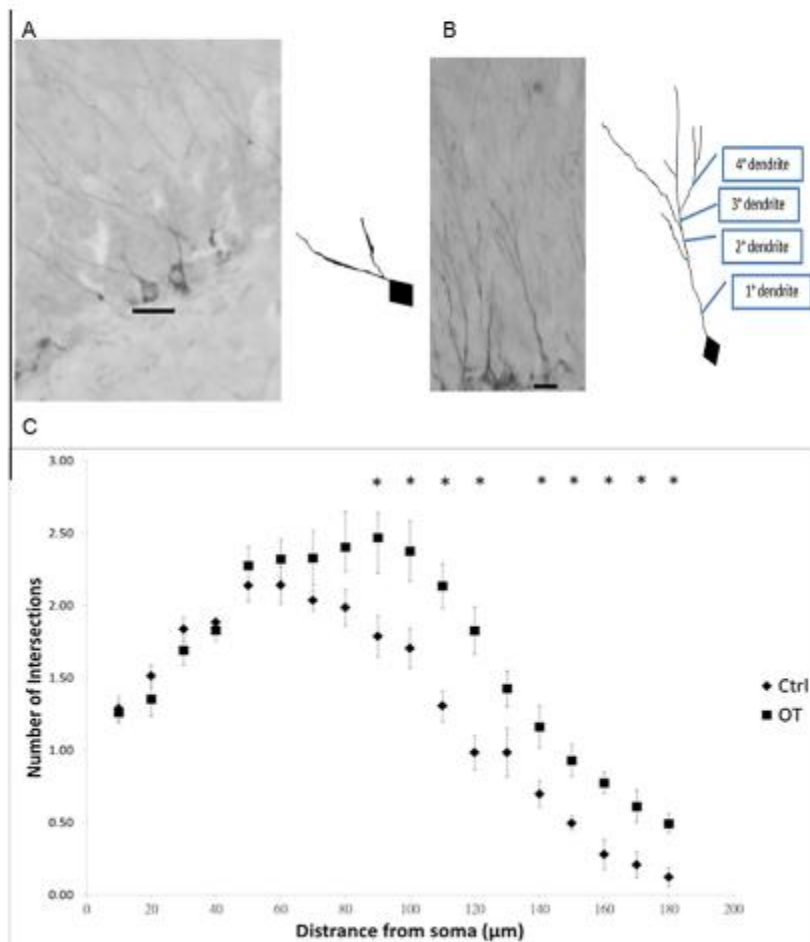 A
B
4° dendrite
3° dendrite
2° dendrite
1° dendrite
C
3.00
* * * * * * * * *
2.50
2.00
1.50
1.00
0.50
0.00
Number of Intersections
Ctrl
OT
0 20 40 60 80 100 120 140 160 180 200
Distrance from soma (µm)